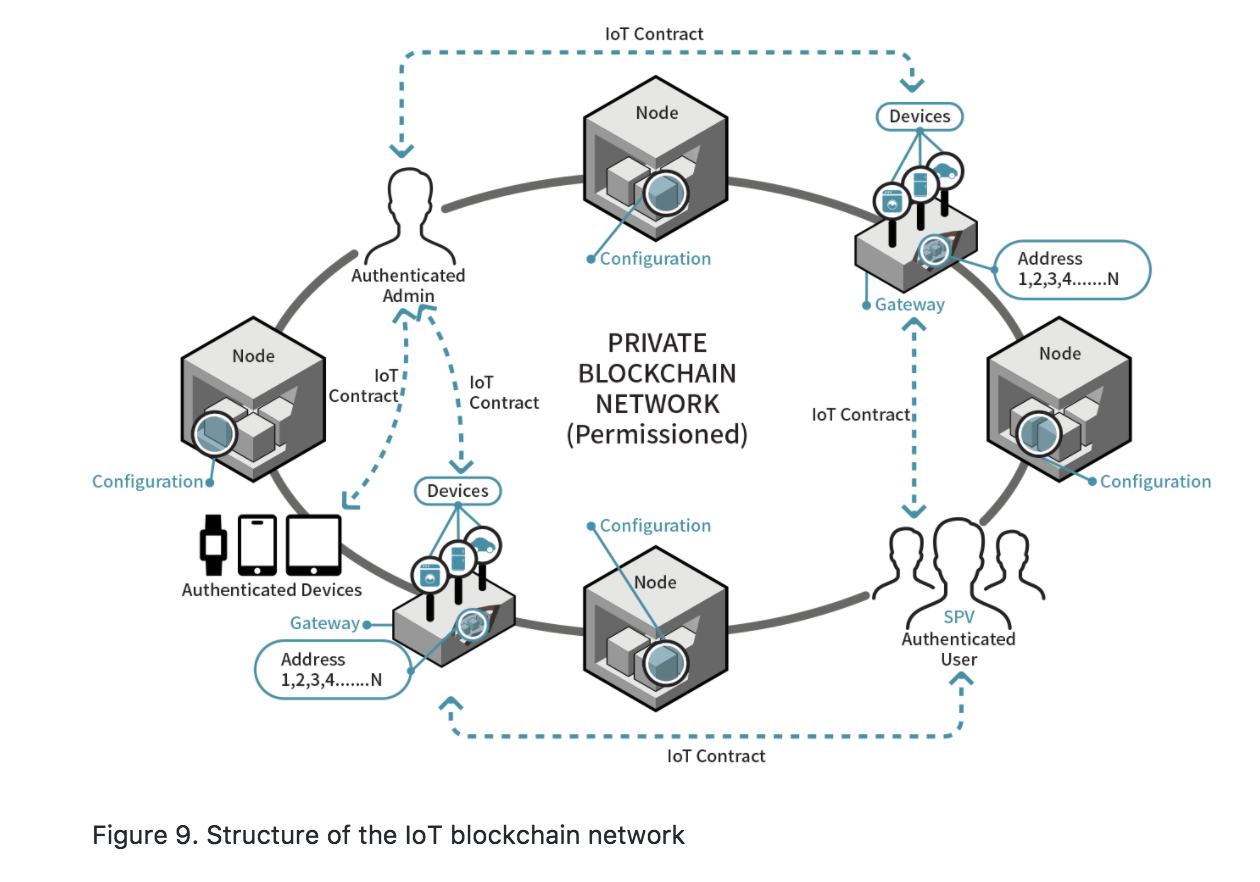 IoT Contract
Node
Devices
Configuration
Address
1,2,3,4.......N
Gateway
Authenticated
Admin
Node
IoT
Contract
IoT
Contract
PRIVATE
BLOCKCHAIN
NETWORK
(Permissioned)
IoT Contract
Node
Configuration
Configuration
Devices
Configuration
Node
Authenticated Devices
Gateway
Address
1,2,3,4.......N
SPV
Authenticated
User
IoT Contract
Figure 9. Structure of the IoT blockchain network